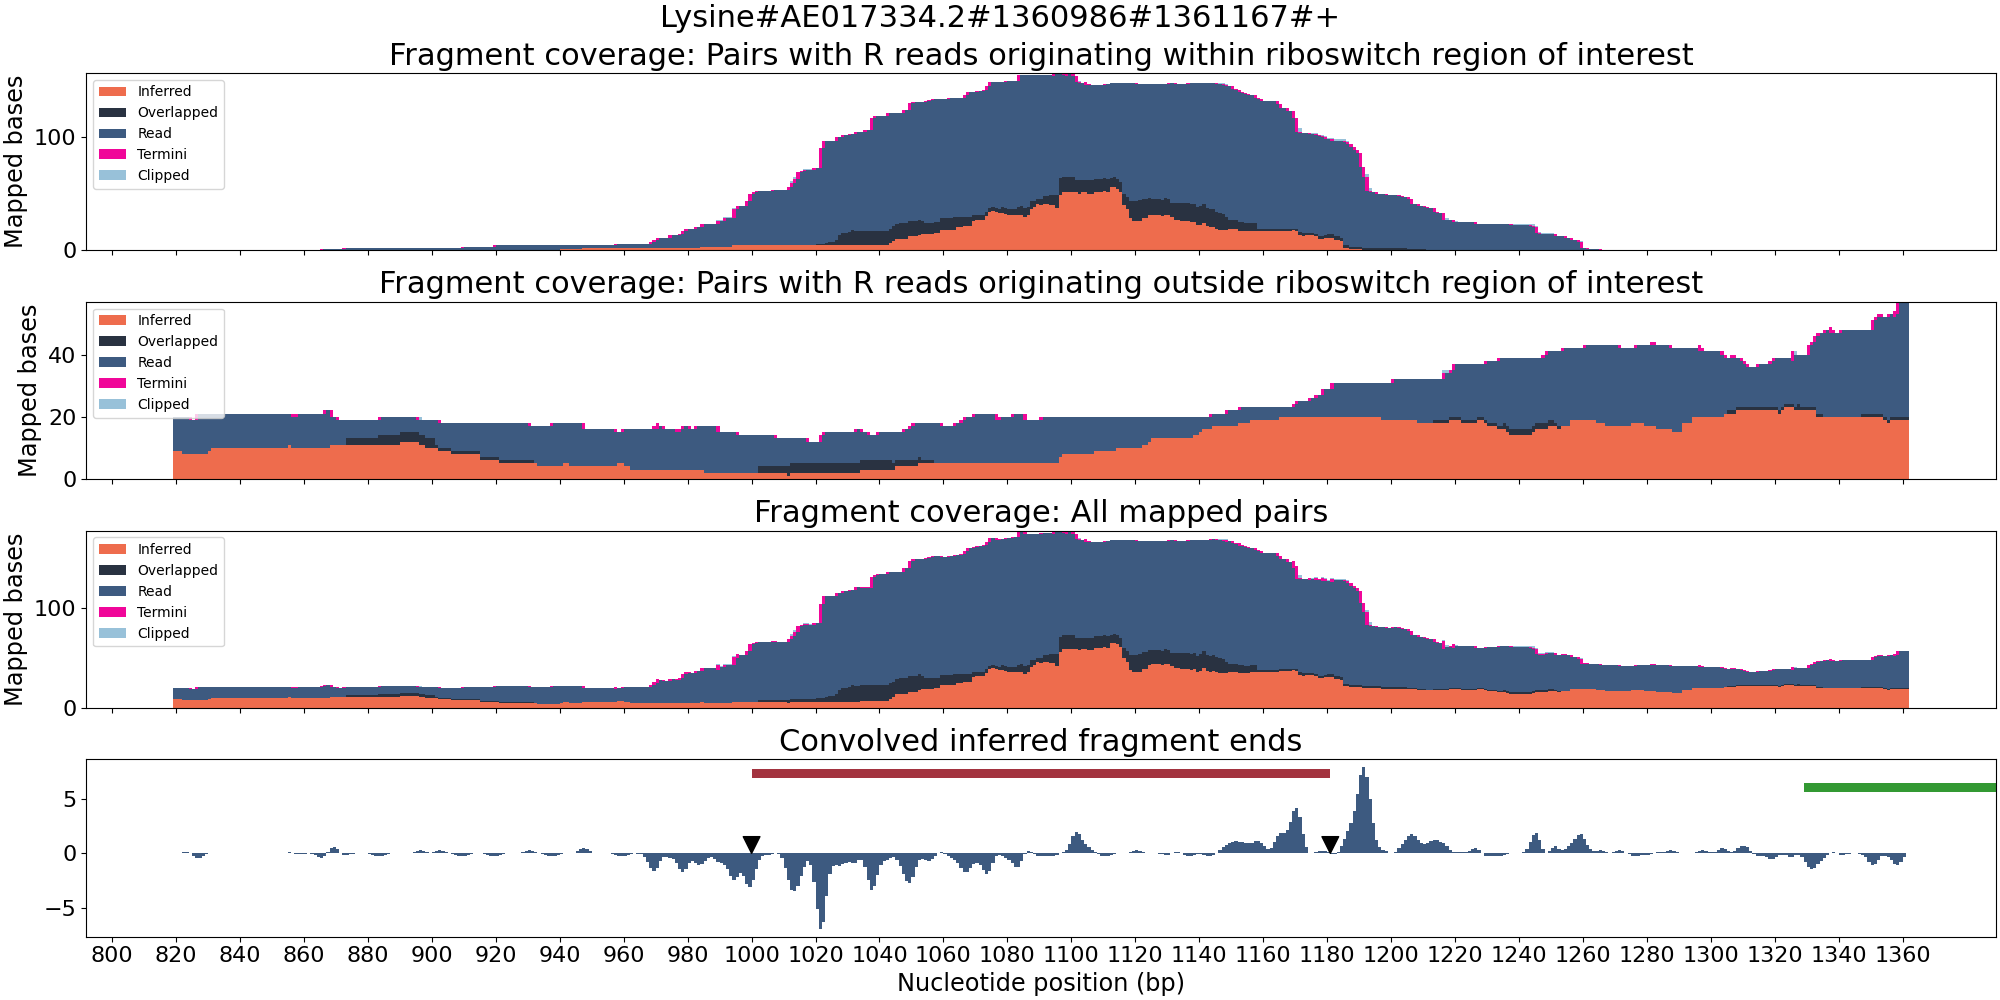 Lysine#AE017334.2#1360986#1361167#+
Fragment coverage: Pairs with R reads originating within riboswitch region of interest
Mapped bases
100
0
Inferred
Overlapped
Read
Termini
Clipped
Fragment coverage: Pairs with R reads originating outside riboswitch region of interest
Mapped bases
40
20
0
Inferred
Overlapped
Read
Termini
Clipped
Fragment coverage: All mapped pairs
Mapped bases
100
0
Inferred
Overlapped
Read
Termini
Clipped
Convolved inferred fragment ends
5
0
−5
800 820 840 860 880 900 920 940 960 980 1000 1020 1040 1060 1080 1100 1120 1140 1160 1180 1200 1220 1240 1260 1280 1300 1320 1340 1360
Nucleotide position (bp)